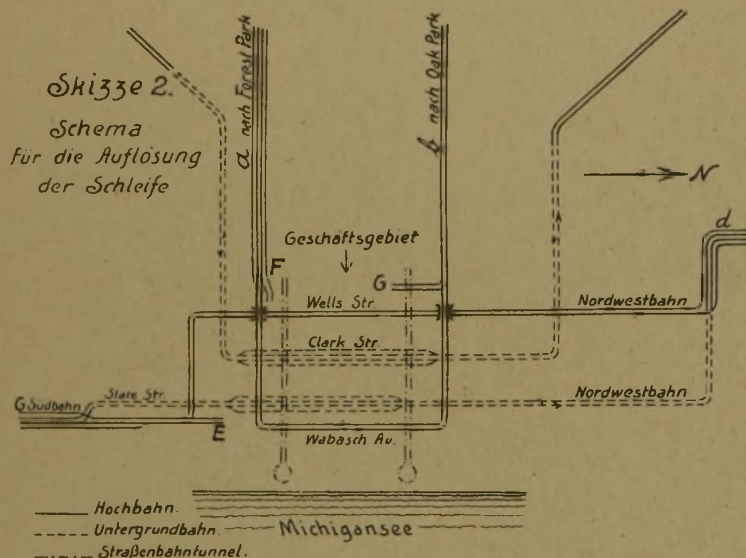 Skizze 2.
Schema
für die Auflösung
der Schleife
a nach Forest Park
b nach Oak Park
N
d
Geschäftsgebiet
F
G
Wells Str.
Nordwestbahn
Clark Str.
Nordwestbahn
G Südbahn
State Str.
E
Wabasch Av.
Hochbahn.
Untergrundbahn.
Michigansee
Straßenbahntunnel.